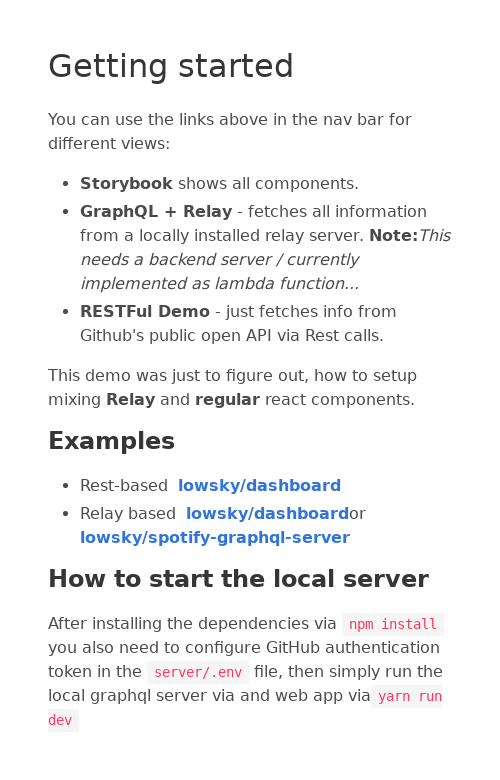 Getting started
You can use the links above in the nav bar for
different views:
• Storybook shows all components.
• GraphQL + Relay - fetches all information
from a locally installed relay server. Note:This
needs a backend server / currently
implemented as lambda function...
• RESTFul Demo - just fetches info from
Github's public open API via Rest calls.
This demo was just to figure out, how to setup
mixing Relay and regular react components.
Examples
• Rest-based lowsky/dashboard
• Relay based lowsky/dashboardor
lowsky/spotify-graphql-server
How to start the local server
After installing the dependencies via npm install
you also need to configure GitHub authentication
token in the server/.env file, then simply run the
local graphql server via and web app via yarn run
dev